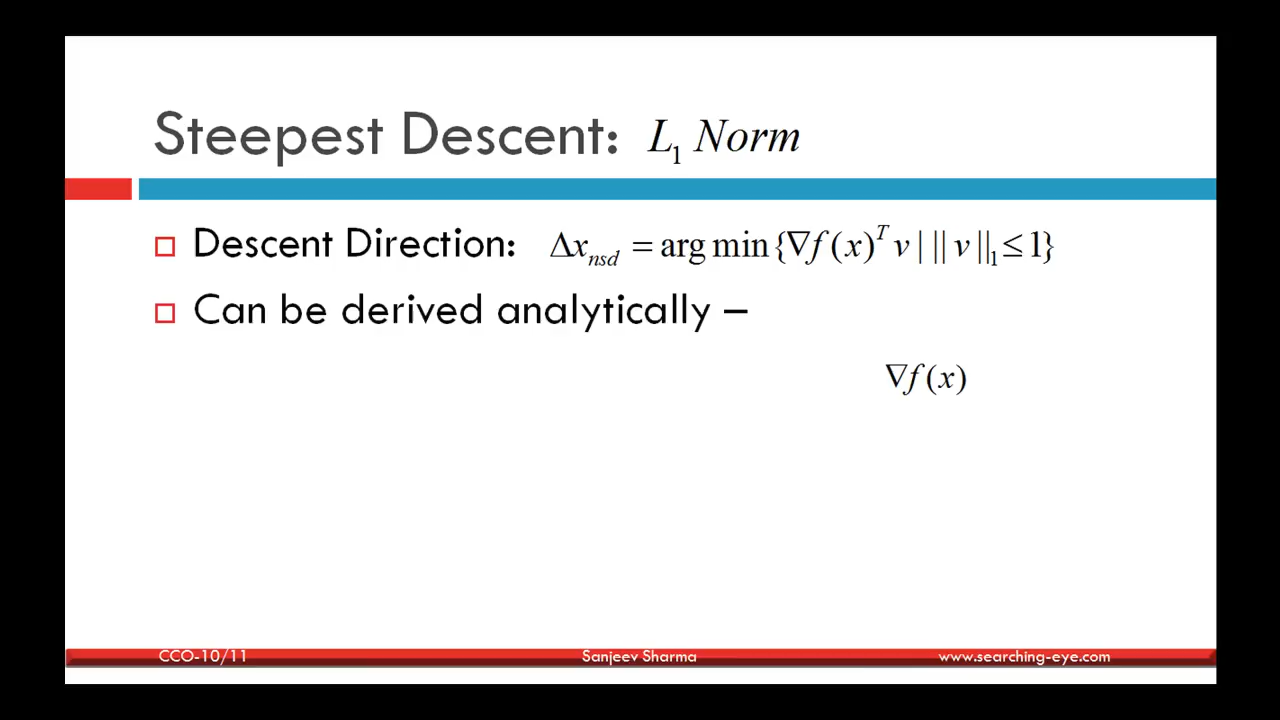 Steepest Descent: L₁ Norm
Descent Direction: Δx_nsd = arg min{∇f(x)ᵀ v | || v ||₁ ≤ 1}
Can be derived analytically –
∇f(x)
CCO-10/11 Sanjeev Sharma www.searching-eye.com